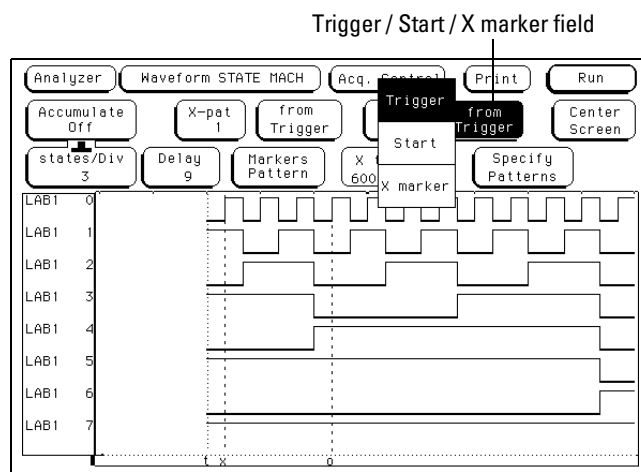 Trigger / Start / X marker field
Analyzer Waveform STATE MACH Acq. Control Print Run
Accumulate Off
X-pat 1
from Trigger
Trigger
Start
X marker
from Trigger
Center Screen
states/Div 3
Delay 9
Markers Pattern
X
600
Specify Patterns
LAB1 0
LAB1 1
LAB1 2
LAB1 3
LAB1 4
LAB1 5
LAB1 6
LAB1 7
t X o